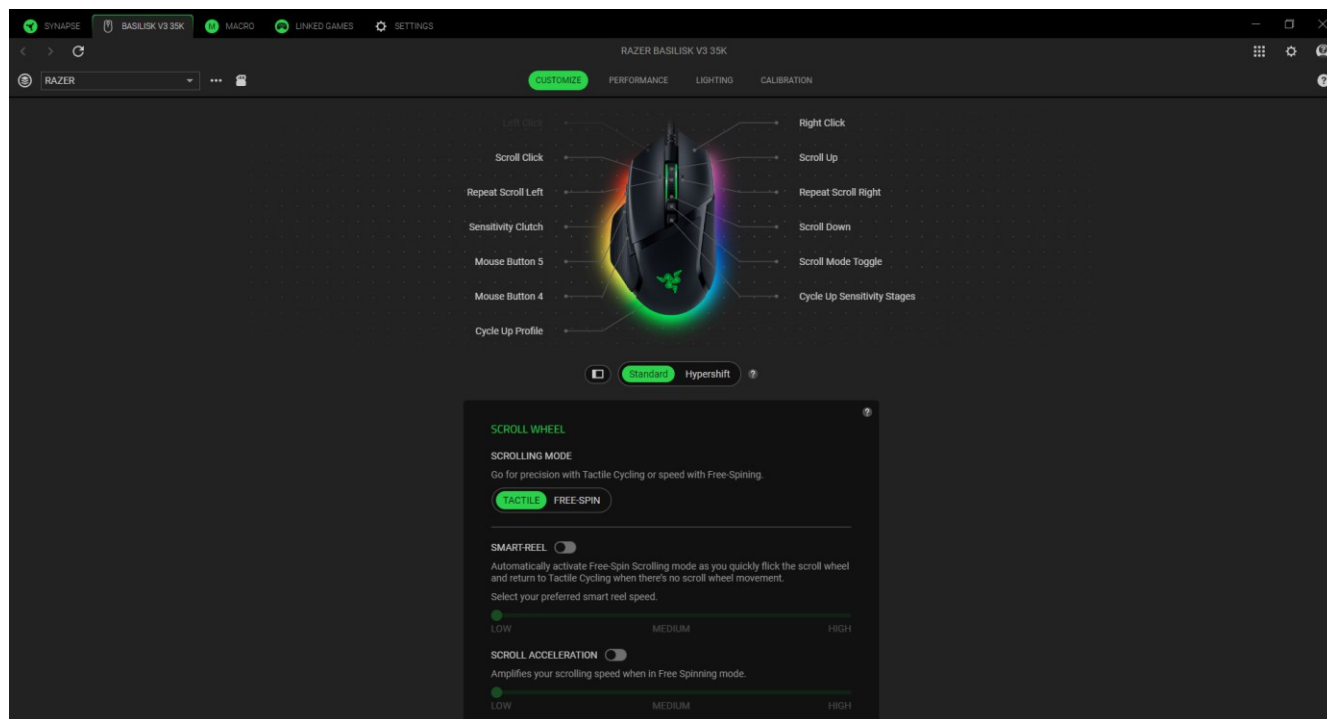 SYNAPSE BASILISK V3 35K MACRO LINKED GAMES SETTINGS
RAZER BASILISK V3 35K
RAZER CUSTOMIZE PERFORMANCE LIGHTING CALIBRATION
Left Click Right Click
Scroll Click Scroll Up
Repeat Scroll Left Repeat Scroll Right
Sensitivity Clutch Scroll Down
Mouse Button 5 Scroll Mode Toggle
Mouse Button 4 Cycle Up Sensitivity Stages
Cycle Up Profile
Standard Hypershift
SCROLL WHEEL
SCROLLING MODE
Go for precision with Tactile Cycling or speed with Free-Spining.
TACTILE FREE-SPIN
SMART-REEL
Automatically activate Free-Spin Scrolling mode as you quickly flick the scroll wheel
and return to Tactile Cycling when there's no scroll wheel movement.
Select your preferred smart reel speed.
LOW MEDIUM HIGH
SCROLL ACCELERATION
Amplifies your scrolling speed when in Free Spinning mode.
LOW MEDIUM HIGH